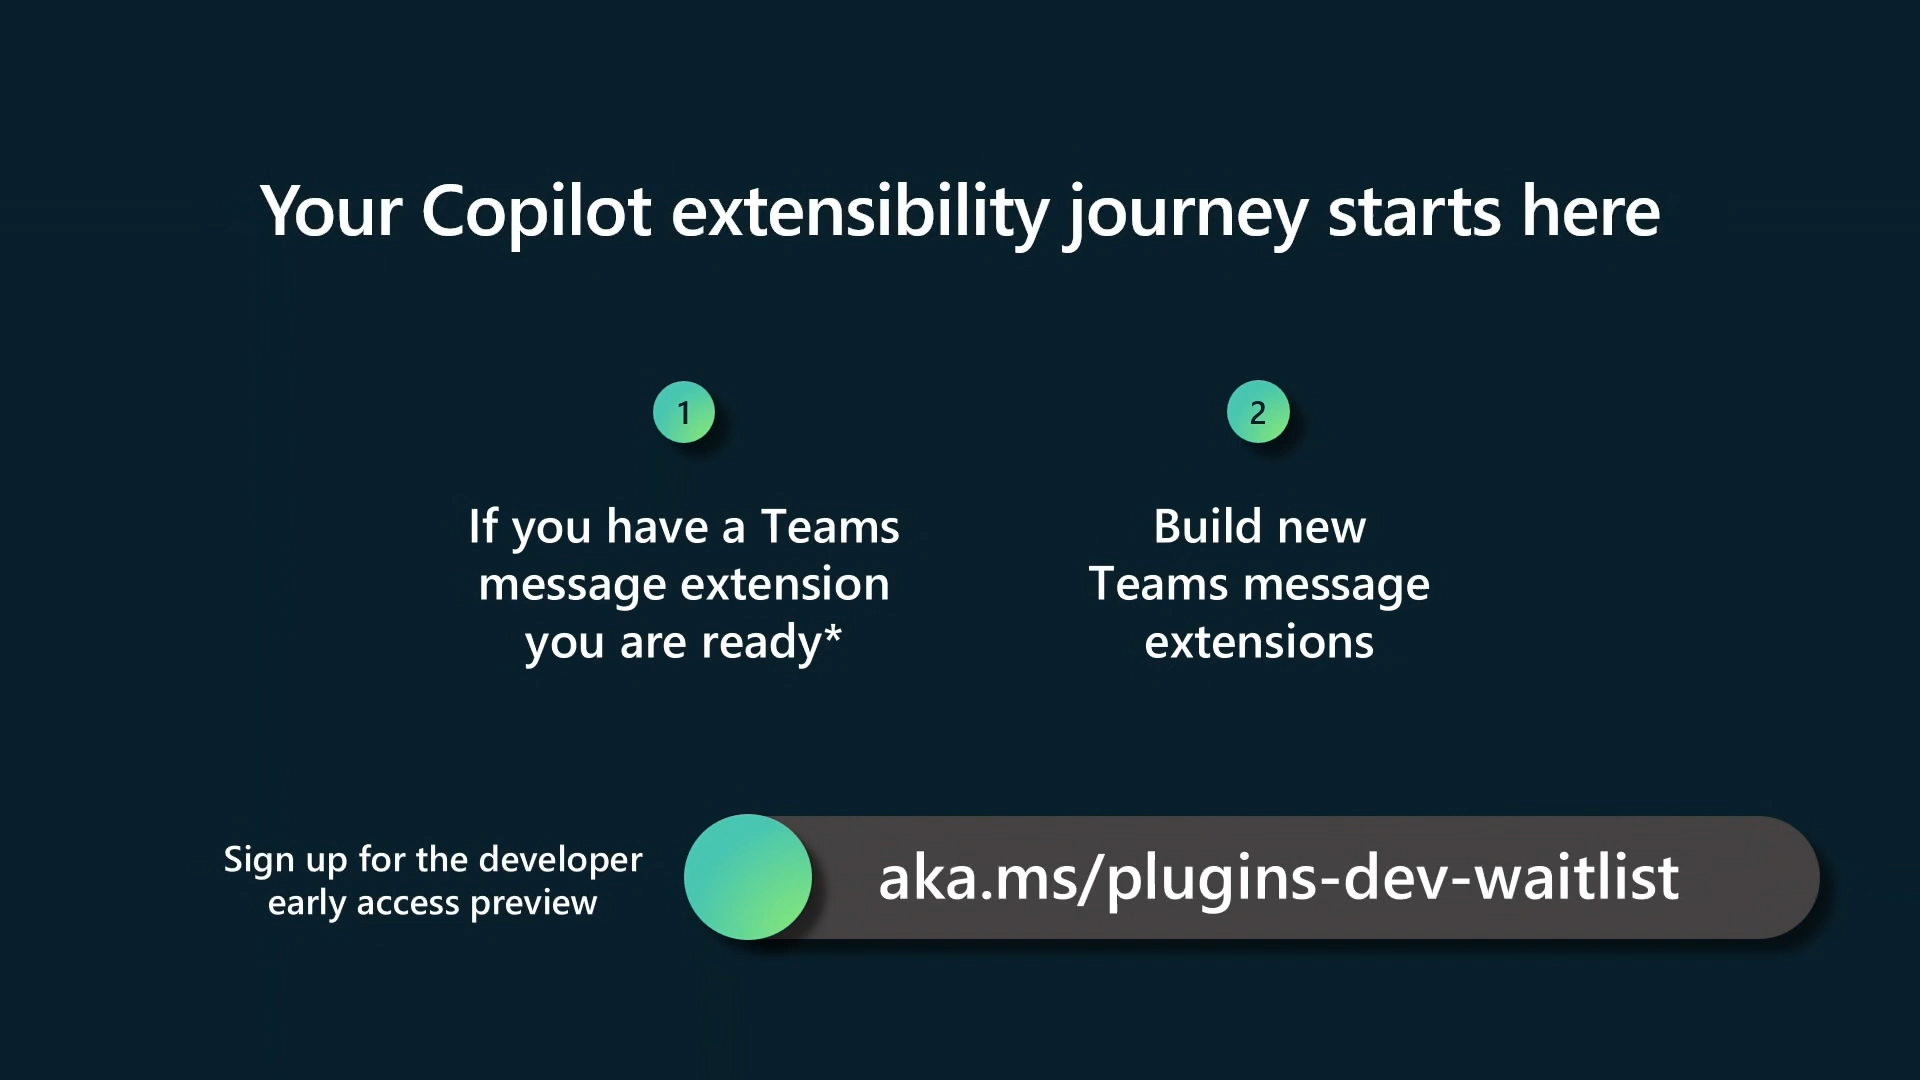 Your Copilot extensibility journey starts here
1
If you have a Teams
message extension
you are ready*
2
Build new
Teams message
extensions
Sign up for the developer
early access preview
aka.ms/plugins-dev-waitlist